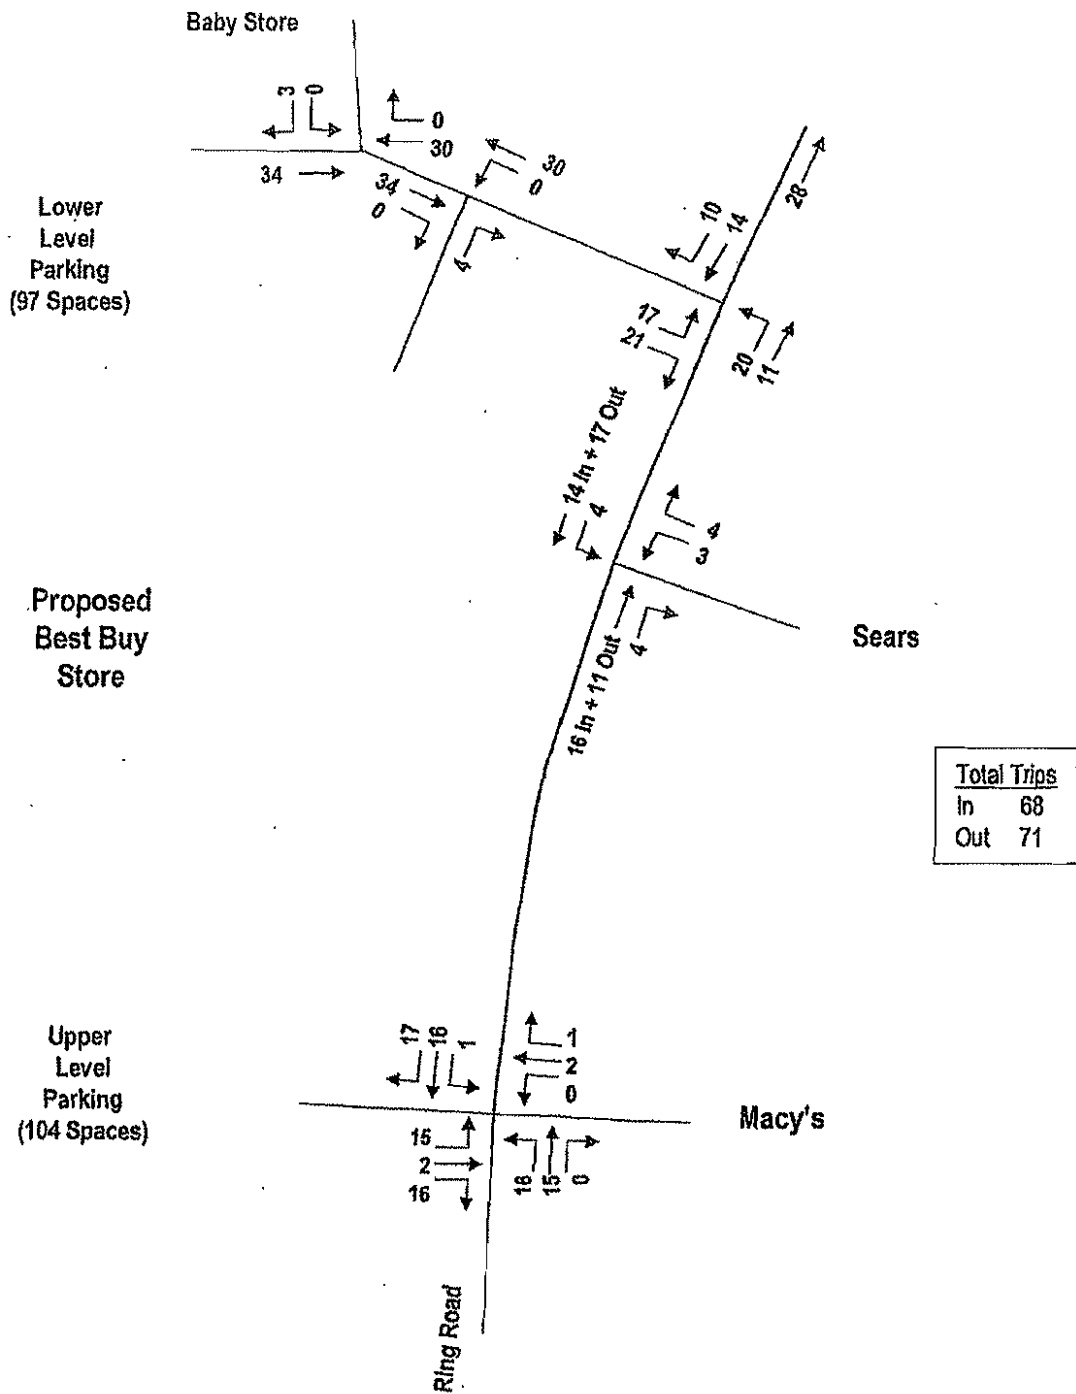 Baby Store
3
0
0
30
34
30
0
34
0
4
Lower
Level
Parking
(97 Spaces)
28
10
14
17
21
20
11
14 In + 17 Out
4
4
3
16 In + 11 Out
4
Proposed
Best Buy
Store
Sears
Total Trips
In 68
Out 71
Upper
Level
Parking
(104 Spaces)
17
16
1
1
2
0
Macy's
15
2
16
15
0
Ring Road